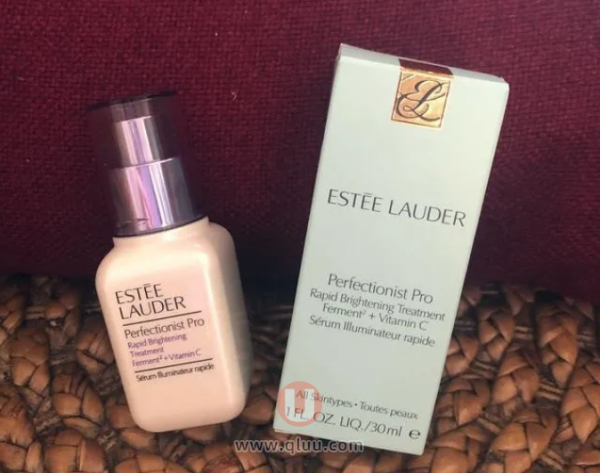 ESTĒE
LAUDER
Perfectionist Pro
Rapid Brightening
Treatment
Ferment² + Vitamin C
Sérum Illuminateur rapide
EL
ESTĒE LAUDER
Perfectionist Pro
Rapid Brightening Treatment
Ferment² + Vitamin C
Sérum Illuminateur rapide
All Skintypes • Toutes peaux
1 FL. OZ. LIQ./30 ml e
U
www.qluu.com